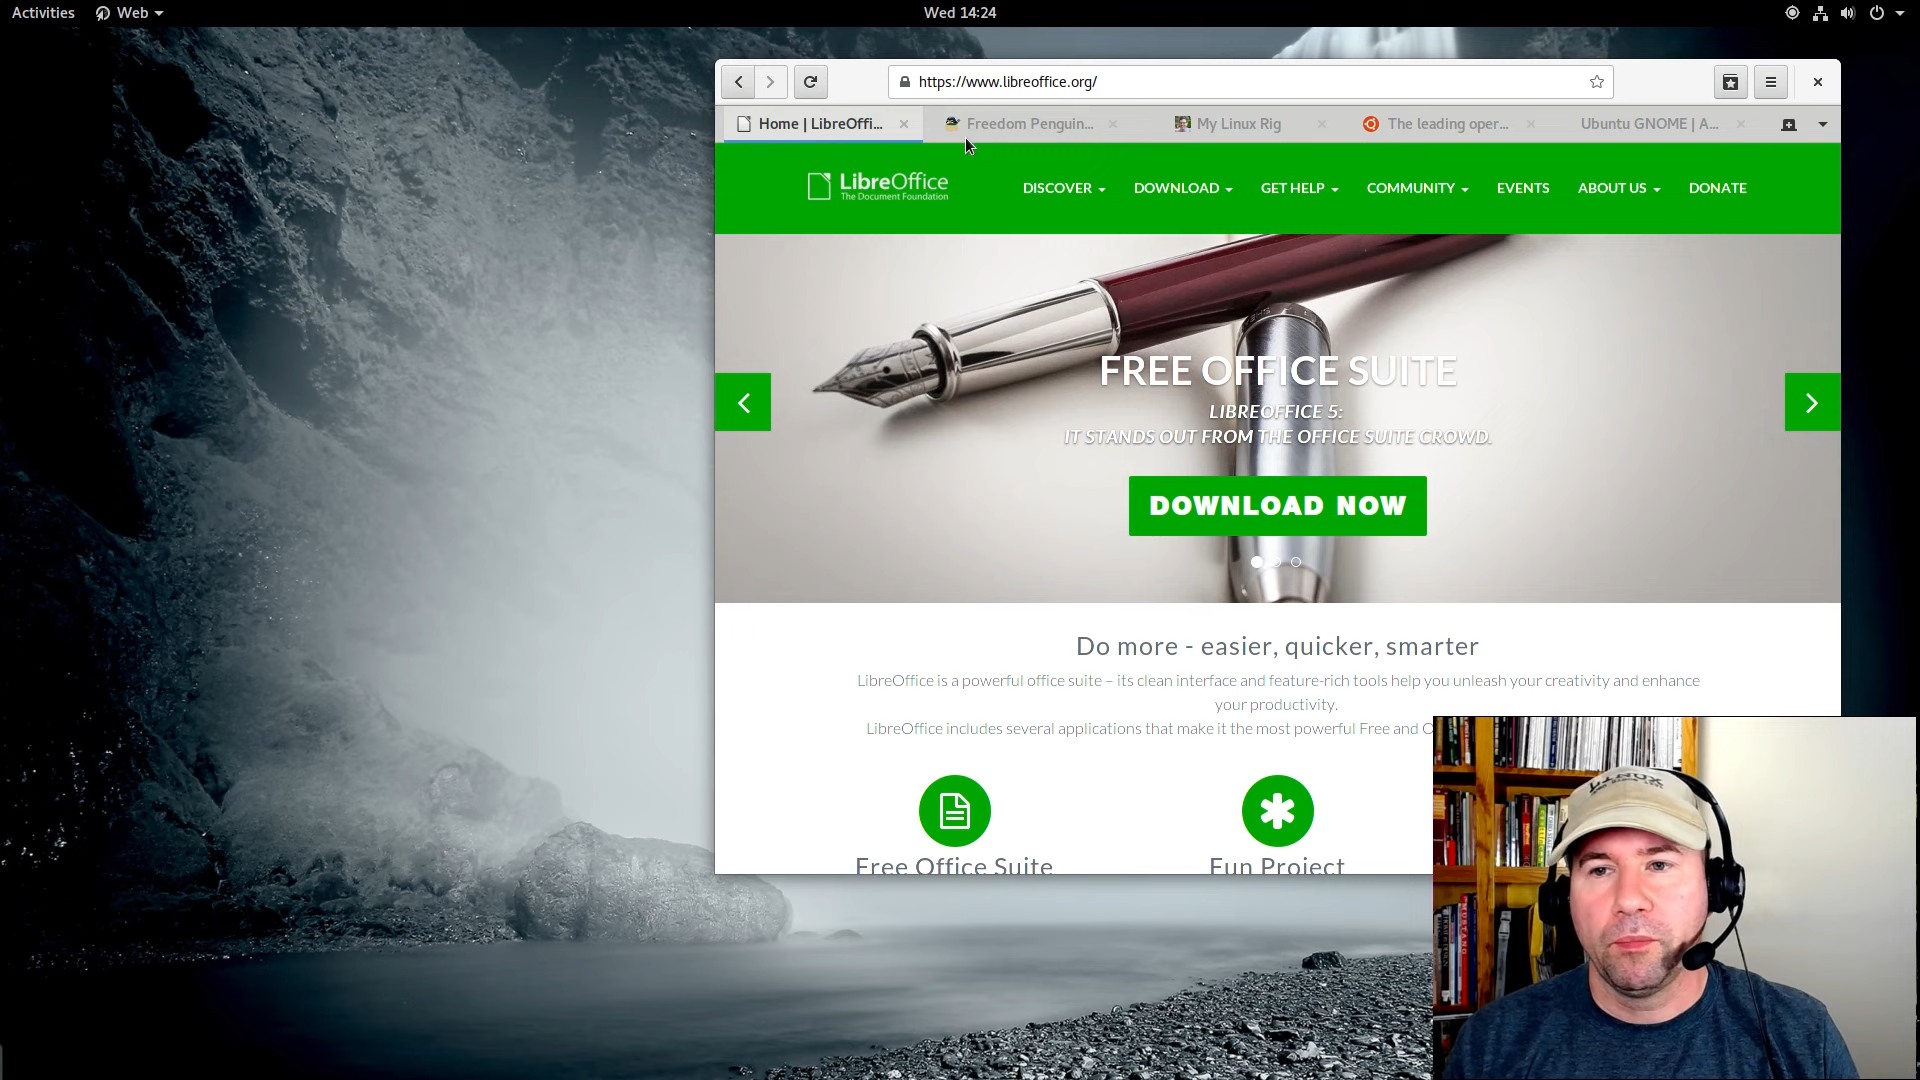 Activities
Web
Wed 14:24
https://www.libreoffice.org/
Home | LibreOffi...
Freedom Penguin...
My Linux Rig
The leading oper...
Ubuntu GNOME | A...
LibreOffice
The Document Foundation
DISCOVER
DOWNLOAD
GET HELP
COMMUNITY
EVENTS
ABOUT US
DONATE
FREE OFFICE SUITE
LIBREOFFICE 5:
IT STANDS OUT FROM THE OFFICE SUITE CROWD.
DOWNLOAD NOW
Do more - easier, quicker, smarter
LibreOffice is a powerful office suite – its clean interface and feature-rich tools help you unleash your creativity and enhance
your productivity.
LibreOffice includes several applications that make it the most powerful Free and O
Free Office Suite
Fun Project
LINUX
MUSTANG